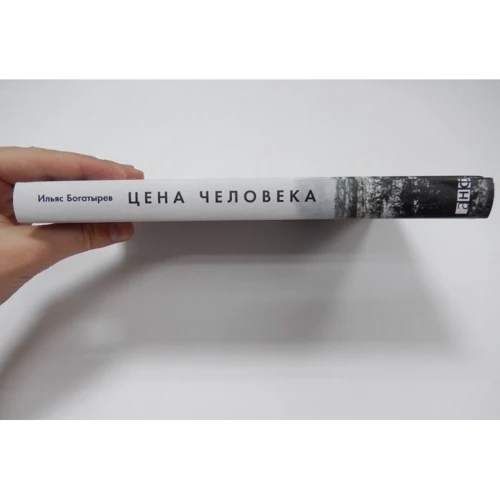 Ильяс Богатырев ЦЕНА ЧЕЛОВЕКА